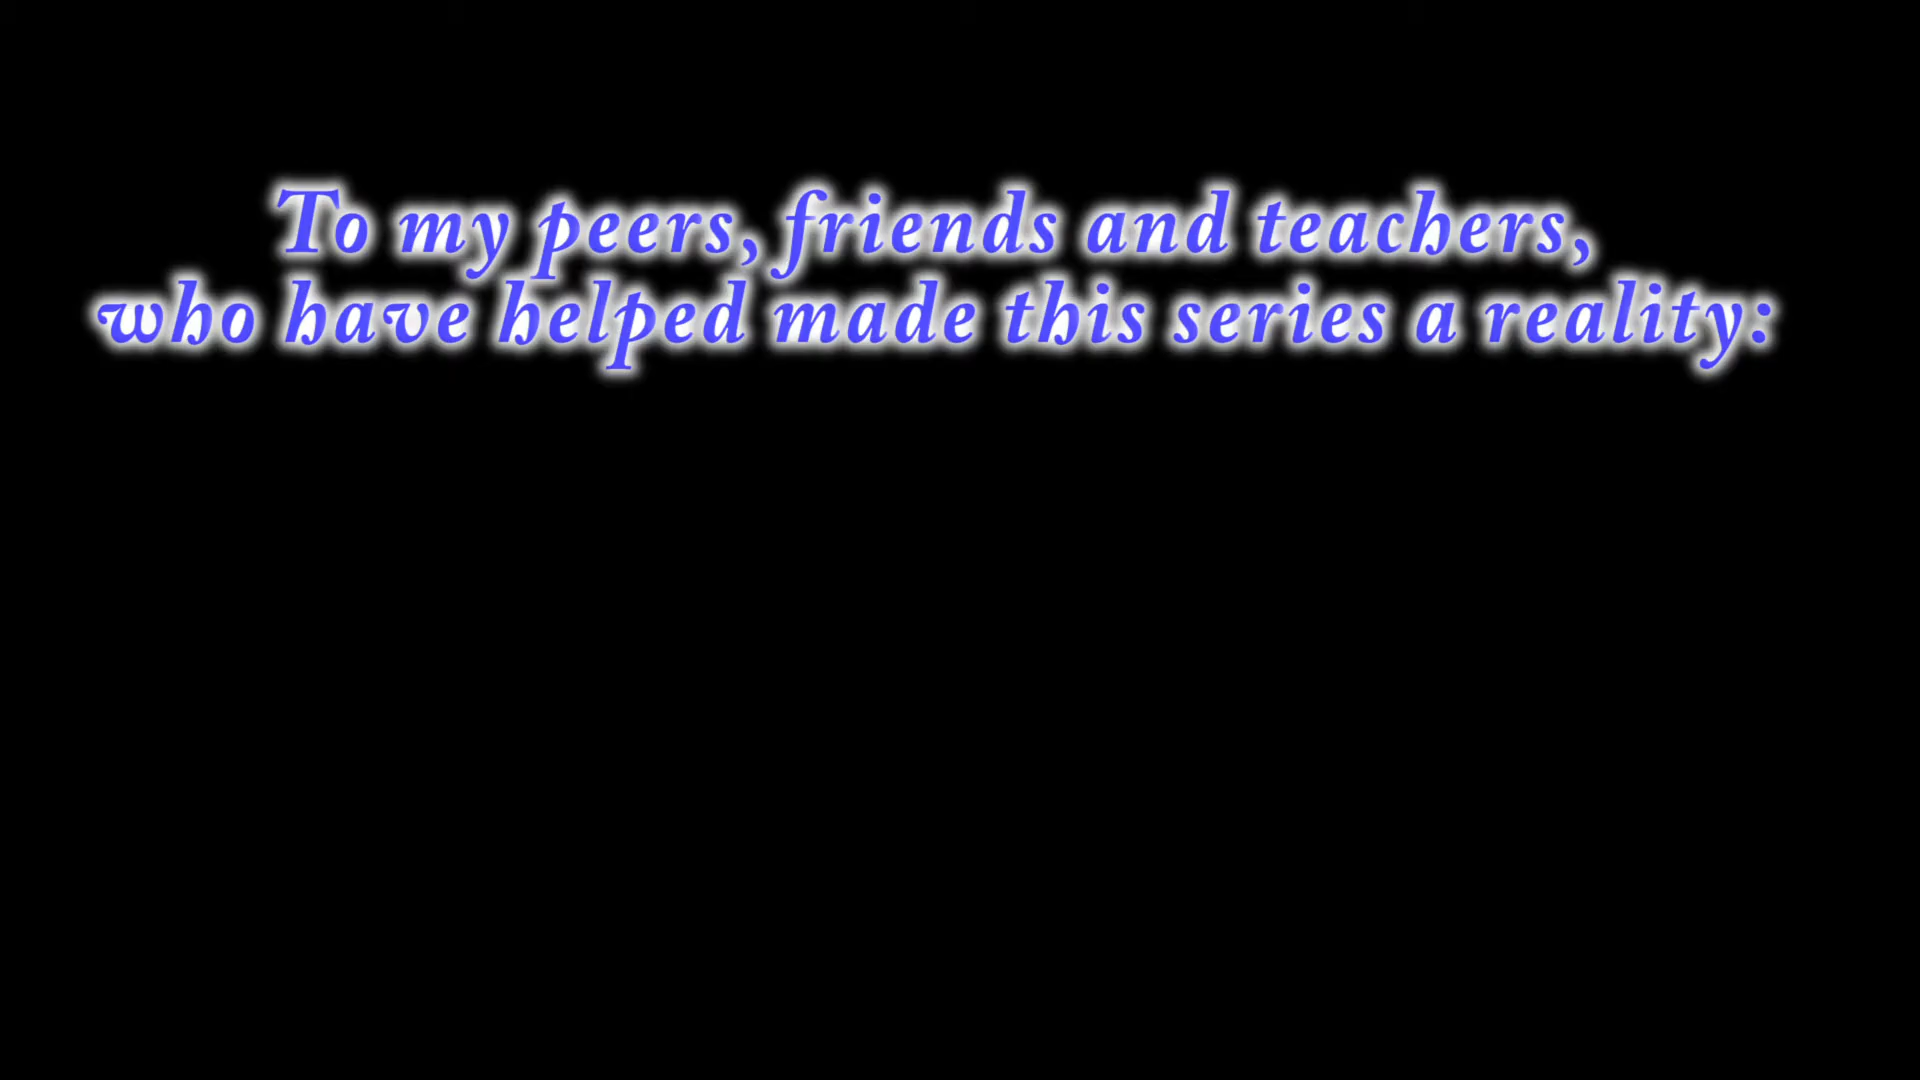 To my peers, friends and teachers,
who have helped made this series a reality: